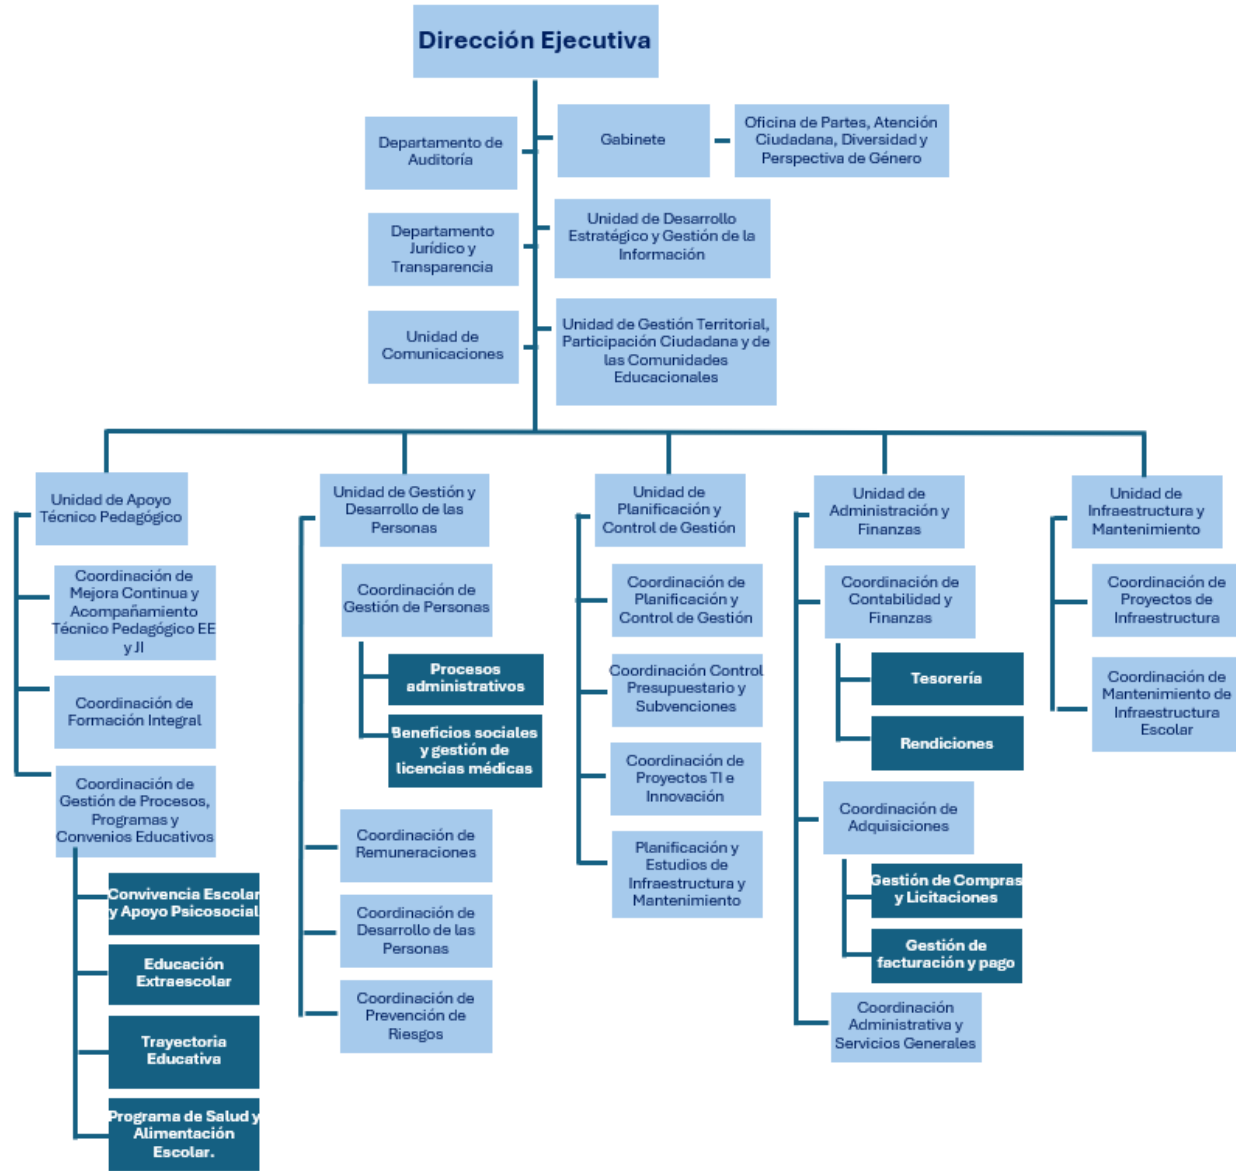 Dirección Ejecutiva
Departamento de
Auditoría
Gabinete
Oficina de Partes, Atención
Ciudadana, Diversidad y
Perspectiva de Género
Departamento
Jurídico y
Transparencia
Unidad de Desarrollo
Estratégico y Gestión de la
Información
Unidad de
Comunicaciones
Unidad de Gestión Territorial,
Participación Ciudadana y de
las Comunidades
Educacionales
Unidad de Apoyo
Técnico Pedagógico
Coordinación de
Mejora Continua y
Acompañamiento
Técnico Pedagógico EE
y JI
Coordinación de
Formación Integral
Coordinación de
Gestión de Procesos,
Programas y
Convenios Educativos
Convivencia Escolar
y Apoyo Psicosocial
Educación
Extraescolar
Trayectoria
Educativa
Programa de Salud y
Alimentación
Escolar.
Unidad de Gestión y
Desarrollo de las
Personas
Coordinación de
Gestión de Personas
Procesos
administrativos
Beneficios sociales
y gestión de
licencias médicas
Coordinación de
Remuneraciones
Coordinación de
Desarrollo de las
Personas
Coordinación de
Prevención de
Riesgos
Unidad de
Planificación y
Control de Gestión
Coordinación de
Planificación y
Control de Gestión
Coordinación Control
Presupuestario y
Subvenciones
Coordinación de
Proyectos TI e
Innovación
Planificación y
Estudios de
Infraestructura y
Mantenimiento
Unidad de
Administración y
Finanzas
Coordinación de
Contabilidad y
Finanzas
Tesorería
Rendiciones
Coordinación de
Adquisiciones
Gestión de Compras
y Licitaciones
Gestión de
facturación y pago
Coordinación
Administrativa y
Servicios Generales
Unidad de
Infraestructura y
Mantenimiento
Coordinación de
Proyectos de
Infraestructura
Coordinación de
Mantenimiento de
Infraestructura
Escolar